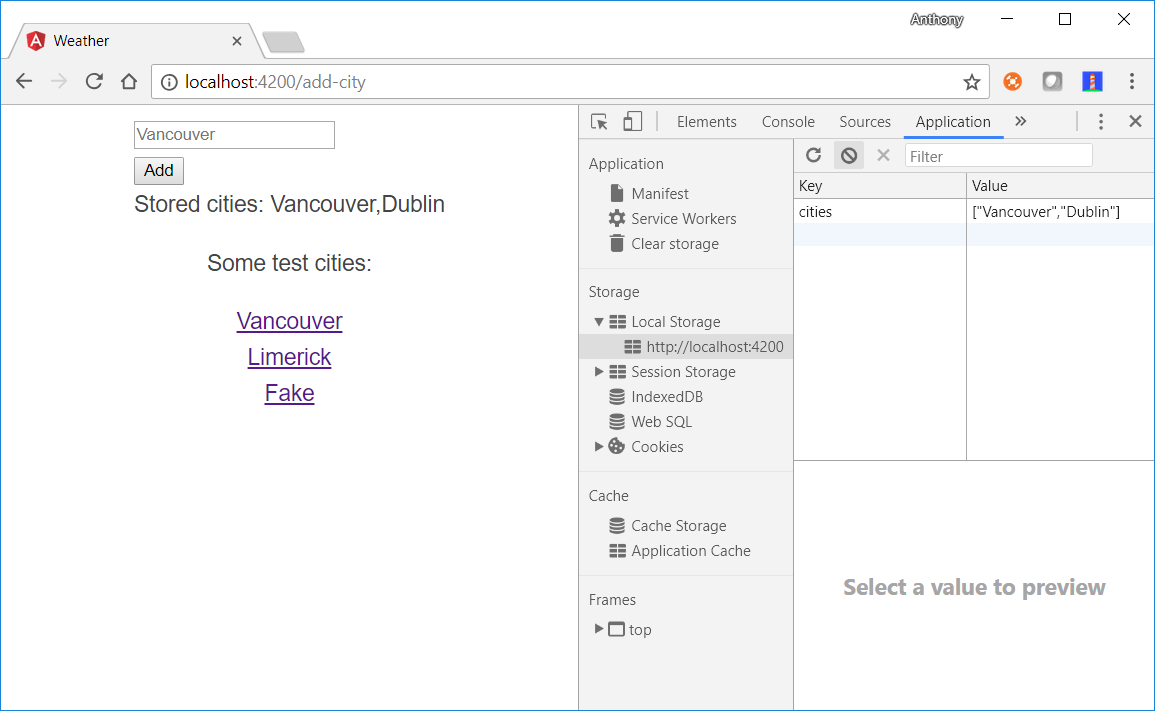 Anthony
Weather
localhost:4200/add-city
Vancouver
Add
Stored cities: Vancouver,Dublin
Some test cities:
Vancouver
Limerick
Fake
Elements Console Sources Application »
Application
Manifest
Service Workers
Clear storage
Storage
Local Storage
http://localhost:4200
Session Storage
IndexedDB
Web SQL
Cookies
Cache
Cache Storage
Application Cache
Frames
top
Filter
Key Value
cities ["Vancouver","Dublin"]
Select a value to preview